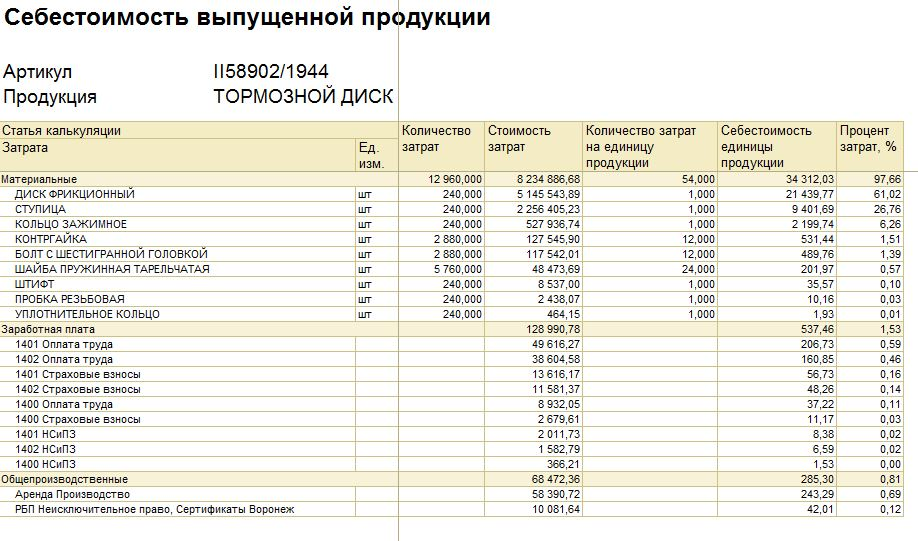 Себестоимость выпущенной продукции
Артикул II58902/1944
Продукция ТОРМОЗНОЙ ДИСК
Статья калькуляции Количество затрат Стоимость затрат Количество затрат на единицу продукции Себестоимость единицы продукции Процент затрат, %
Затрата Ед. изм.
Материальные 12 960,000 8 234 886,68 54,000 34 312,03 97,66
ДИСК ФРИКЦИОННЫЙ шт 240,000 5 145 543,89 1,000 21 439,77 61,02
СТУПИЦА шт 240,000 2 256 405,23 1,000 9 401,69 26,76
КОЛЬЦО ЗАЖИМНОЕ шт 240,000 527 936,74 1,000 2 199,74 6,26
КОНТРГАЙКА шт 2 880,000 127 545,90 12,000 531,44 1,51
БОЛТ С ШЕСТИГРАННОЙ ГОЛОВКОЙ шт 2 880,000 117 542,01 12,000 489,76 1,39
ШАЙБА ПРУЖИННАЯ ТАРЕЛЬЧАТАЯ шт 5 760,000 48 473,69 24,000 201,97 0,57
ШТИФТ шт 240,000 8 537,00 1,000 35,57 0,10
ПРОБКА РЕЗЬБОВАЯ шт 240,000 2 438,07 1,000 10,16 0,03
УПЛОТНИТЕЛЬНОЕ КОЛЬЦО шт 240,000 464,15 1,000 1,93 0,01
Заработная плата 128 990,78 537,46 1,53
1401 Оплата труда 49 616,27 206,73 0,59
1402 Оплата труда 38 604,58 160,85 0,46
1401 Страховые взносы 13 616,17 56,73 0,16
1402 Страховые взносы 11 581,37 48,26 0,14
1400 Оплата труда 8 932,05 37,22 0,11
1400 Страховые взносы 2 679,61 11,17 0,03
1401 НСиПЗ 2 011,73 8,38 0,02
1402 НСиПЗ 1 582,79 6,59 0,02
1400 НСиПЗ 366,21 1,53 0,00
Общепроизводственные 68 472,36 285,30 0,81
Аренда Производство 58 390,72 243,29 0,69
РБП Неисключительное право, Сертификаты Воронеж 10 081,64 42,01 0,12